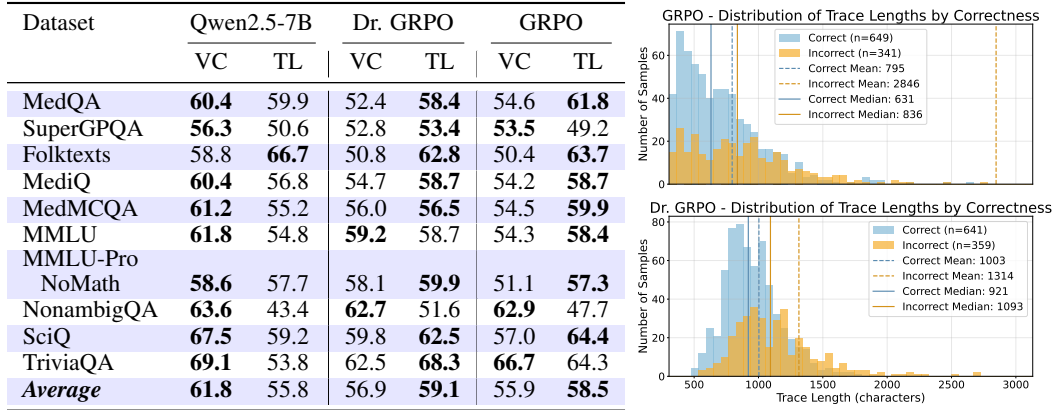 Dataset Qwen2.5-7B Dr. GRPO GRPO
VC TL VC TL VC TL
MedQA 60.4 59.9 52.4 58.4 54.6 61.8
SuperGPQA 56.3 50.6 52.8 53.4 53.5 49.2
Folktexts 58.8 66.7 50.8 62.8 50.4 63.7
MediQ 60.4 56.8 54.7 58.7 54.2 58.7
MedMCQA 61.2 55.2 56.0 56.5 54.5 59.9
MMLU 61.8 54.8 59.2 58.7 54.3 58.4
MMLU-Pro
NoMath 58.6 57.7 58.1 59.9 51.1 57.3
NonambigQA 63.6 43.4 62.7 51.6 62.9 47.7
SciQ 67.5 59.2 59.8 62.5 57.0 64.4
TriviaQA 69.1 53.8 62.5 68.3 66.7 64.3
Average 61.8 55.8 56.9 59.1 55.9 58.5
GRPO - Distribution of Trace Lengths by Correctness
Number of Samples
60
40
20
0
Correct (n=649)
Incorrect (n=341)
Correct Mean: 795
Incorrect Mean: 2846
Correct Median: 631
Incorrect Median: 836
Dr. GRPO - Distribution of Trace Lengths by Correctness
Number of Samples
80
60
40
20
0
Correct (n=641)
Incorrect (n=359)
Correct Mean: 1003
Incorrect Mean: 1314
Correct Median: 921
Incorrect Median: 1093
500 1000 1500 2000 2500 3000
Trace Length (characters)